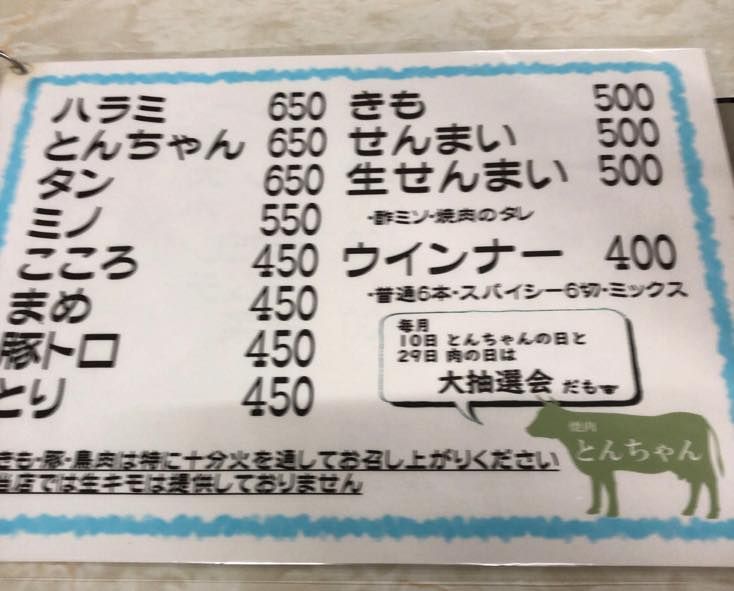 ハラミ 650
とんちゃん 650
タン 650
ミノ 550
こころ 450
まめ 450
豚トロ 450
とり 450
きも 500
せんまい 500
生せんまい 500
・酢ミソ・焼肉のタレ
ウインナー 400
・普通6本・スパイシー6切・ミックス
毎月
10日 とんちゃんの日と
29日 肉の日は
大抽選会 だもー
焼肉
とんちゃん
きも・豚・鳥肉は特に十分火を通してお召し上がりください
当店では生キモは提供しておりません